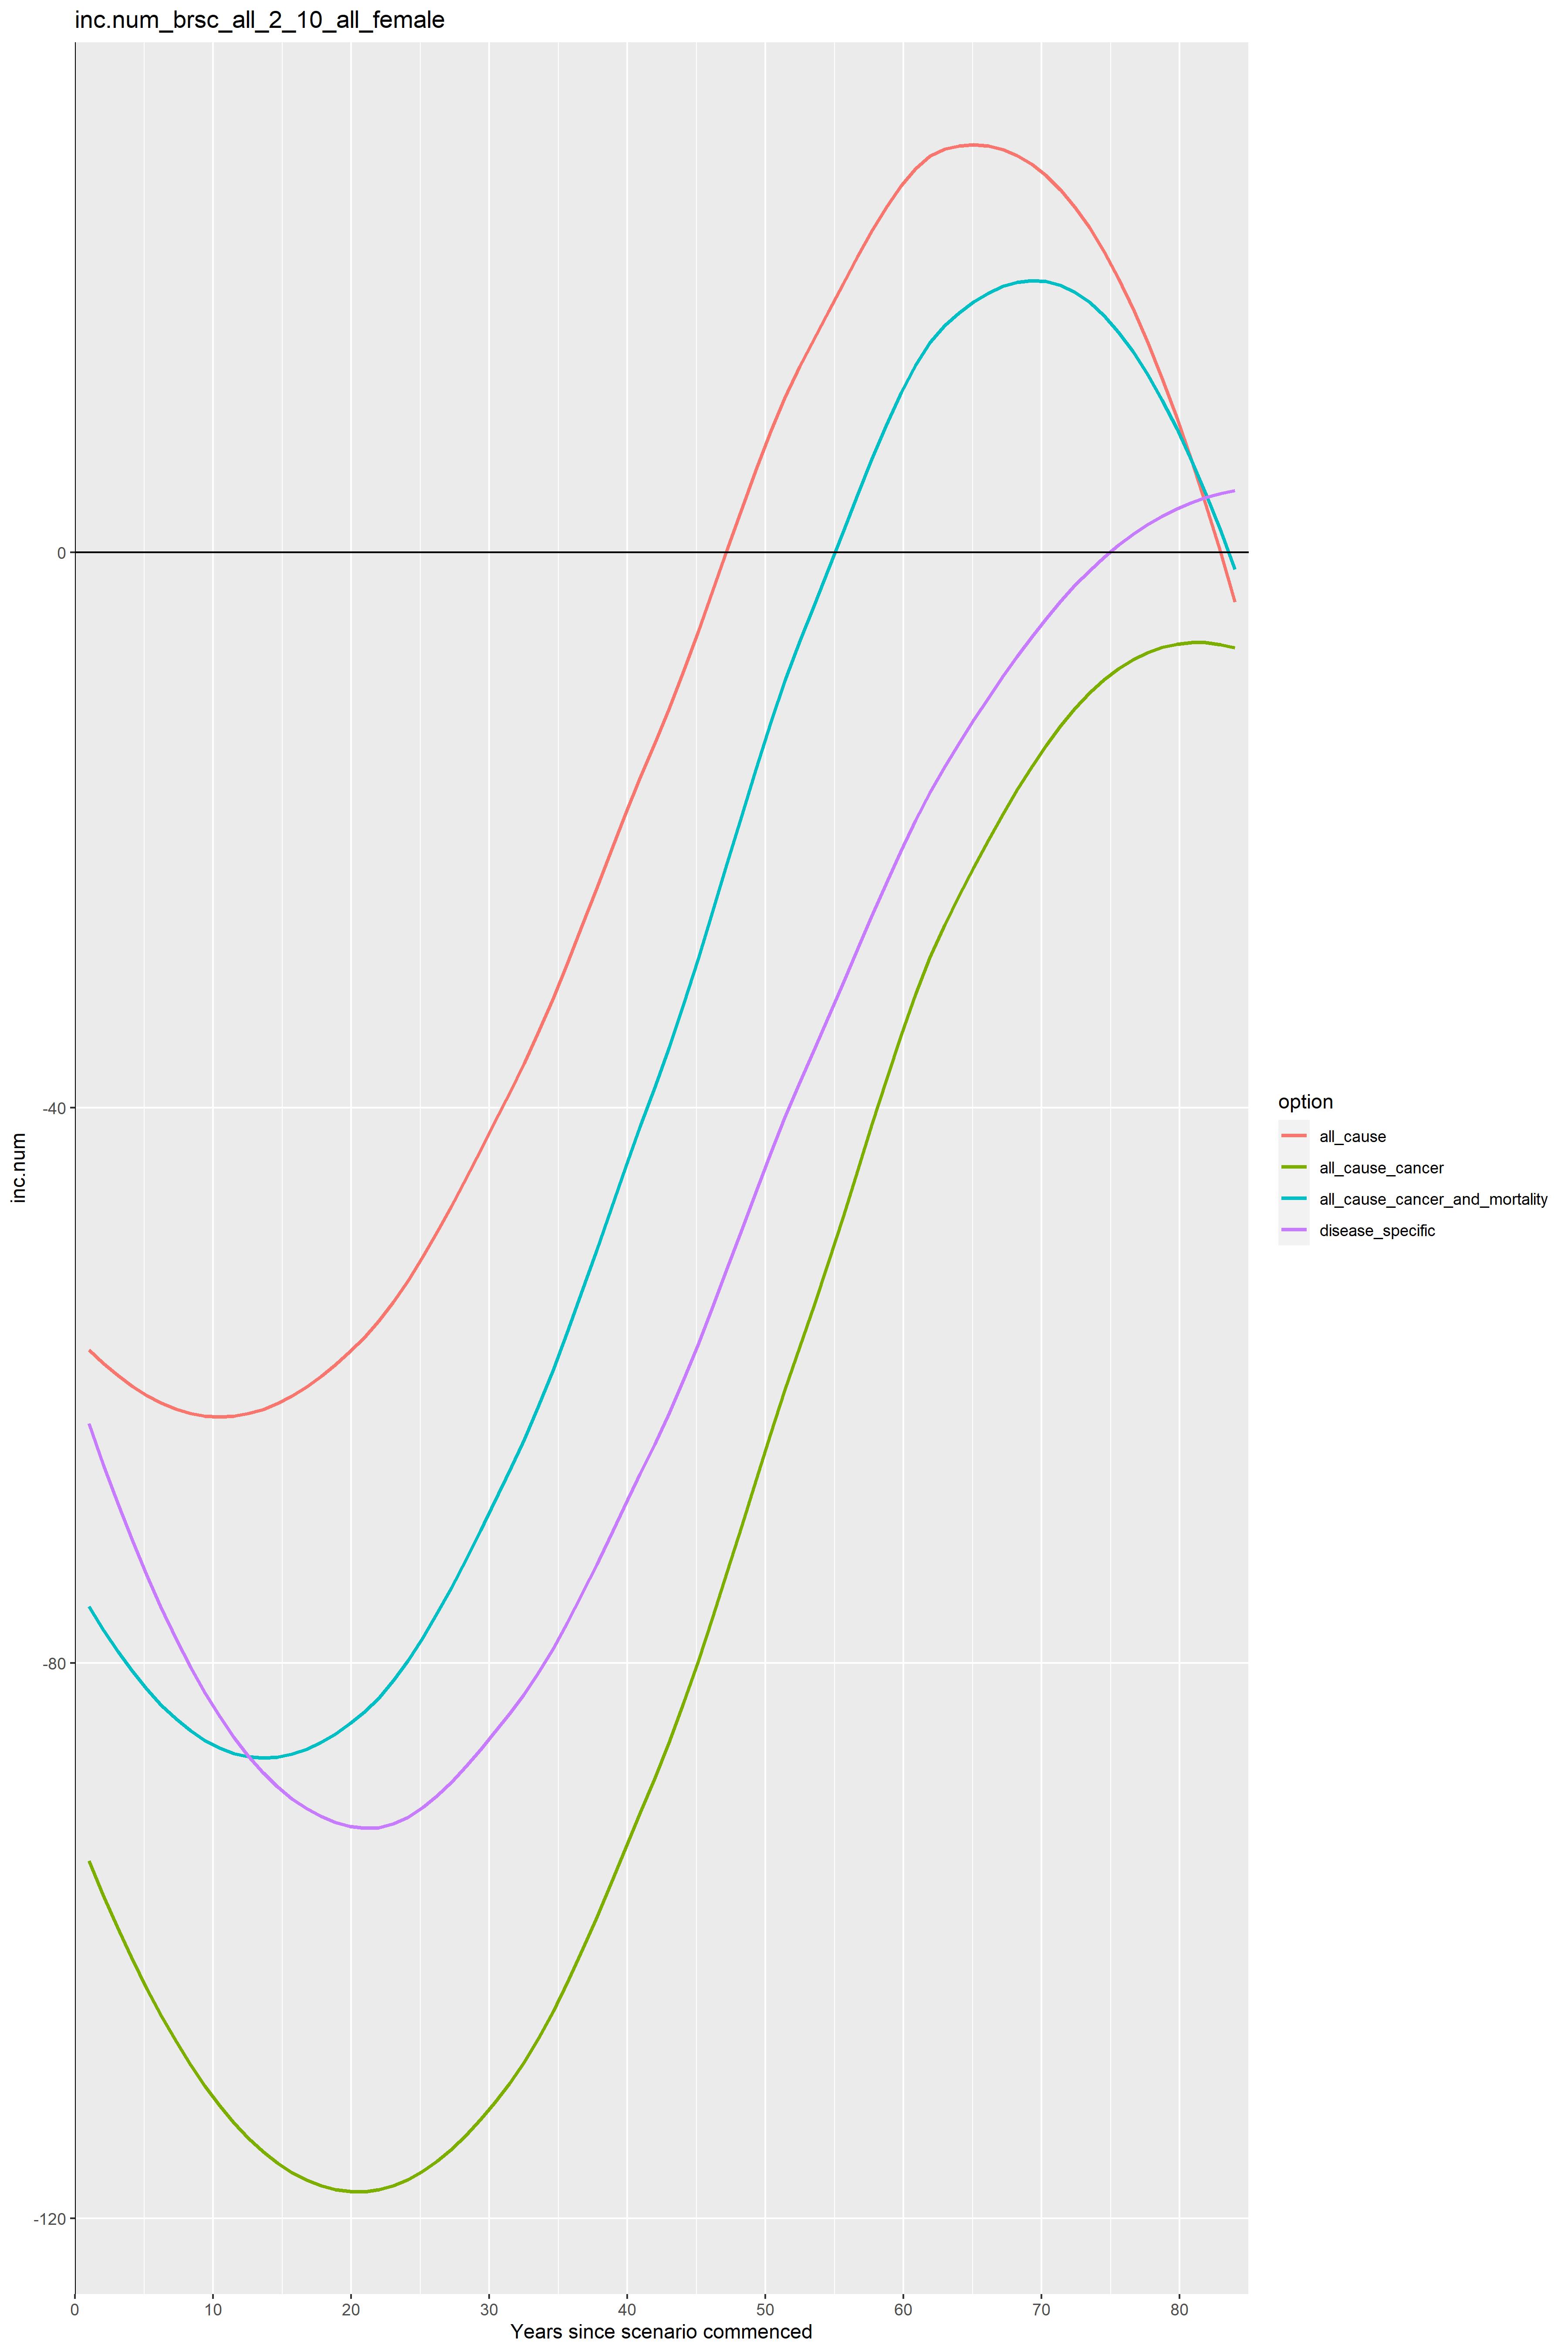 inc.num_brsc_all_2_10_all_female
inc.num
0
-40
-80
-120
0 10 20 30 40 50 60 70 80
Years since scenario commenced
option
all_cause
all_cause_cancer
all_cause_cancer_and_mortality
disease_specific